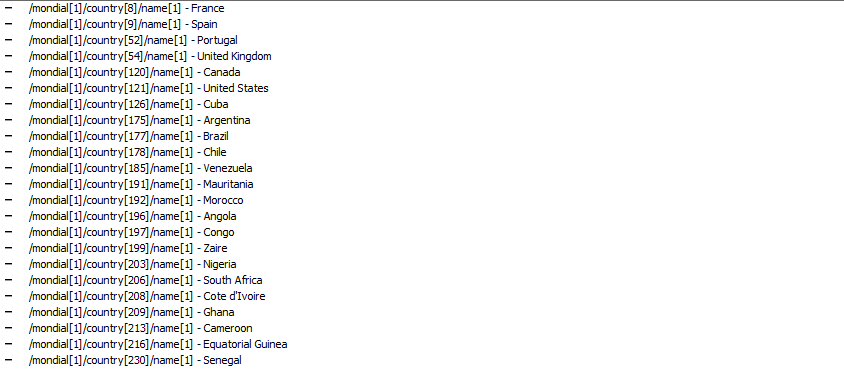 /mondial[1]/country[8]/name[1] - France
/mondial[1]/country[9]/name[1] - Spain
/mondial[1]/country[52]/name[1] - Portugal
/mondial[1]/country[54]/name[1] - United Kingdom
/mondial[1]/country[120]/name[1] - Canada
/mondial[1]/country[121]/name[1] - United States
/mondial[1]/country[126]/name[1] - Cuba
/mondial[1]/country[175]/name[1] - Argentina
/mondial[1]/country[177]/name[1] - Brazil
/mondial[1]/country[178]/name[1] - Chile
/mondial[1]/country[185]/name[1] - Venezuela
/mondial[1]/country[191]/name[1] - Mauritania
/mondial[1]/country[192]/name[1] - Morocco
/mondial[1]/country[196]/name[1] - Angola
/mondial[1]/country[197]/name[1] - Congo
/mondial[1]/country[199]/name[1] - Zaire
/mondial[1]/country[203]/name[1] - Nigeria
/mondial[1]/country[206]/name[1] - South Africa
/mondial[1]/country[208]/name[1] - Cote d'Ivoire
/mondial[1]/country[209]/name[1] - Ghana
/mondial[1]/country[213]/name[1] - Cameroon
/mondial[1]/country[216]/name[1] - Equatorial Guinea
/mondial[1]/country[230]/name[1] - Senegal